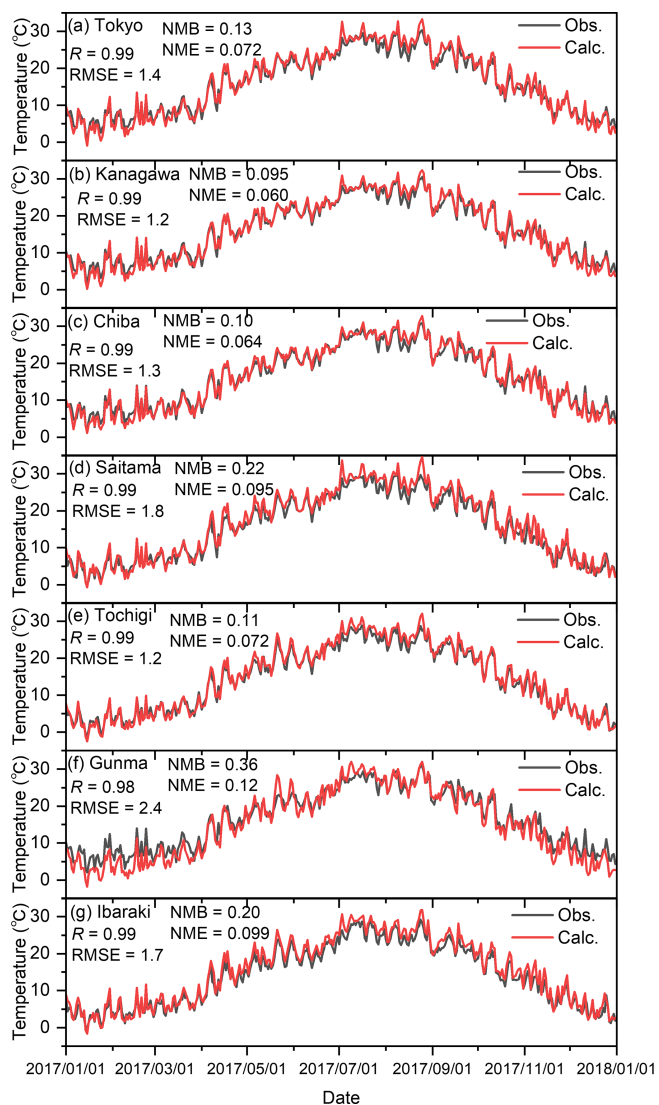 (a) Tokyo NMB = 0.13
R = 0.99 NME = 0.072
RMSE = 1.4
Obs.
Calc.
30
20
10
0
Temperature (℃)
(b) Kanagawa NMB = 0.095
R = 0.99 NME = 0.060
RMSE = 1.2
Obs.
Calc.
30
20
10
0
Temperature (℃)
(c) Chiba NMB = 0.10
R = 0.99 NME = 0.064
RMSE = 1.3
Obs.
Calc.
30
20
10
0
Temperature (℃)
(d) Saitama NMB = 0.22
R = 0.99 NME = 0.095
RMSE = 1.8
Obs.
Calc.
30
20
10
0
Temperature (℃)
(e) Tochigi NMB = 0.11
R = 0.99 NME = 0.072
RMSE = 1.2
Obs.
Calc.
30
20
10
0
Temperature (℃)
(f) Gunma NMB = 0.36
R = 0.98 NME = 0.12
RMSE = 2.4
Obs.
Calc.
30
20
10
0
Temperature (℃)
(g) Ibaraki NMB = 0.20
R = 0.99 NME = 0.099
RMSE = 1.7
Obs.
Calc.
30
20
10
0
Temperature (℃)
2017/01/01 2017/03/01 2017/05/01 2017/07/01 2017/09/01 2017/11/01 2018/01/01
Date